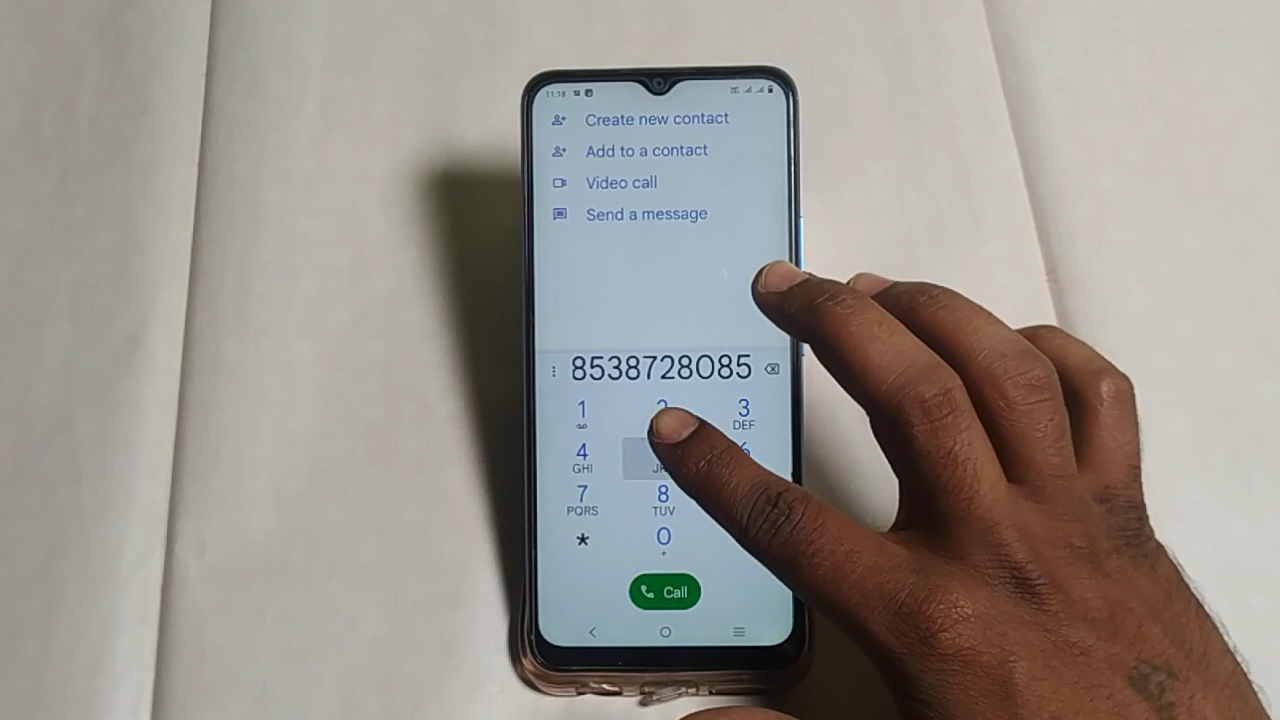 11:18
Create new contact
Add to a contact
Video call
Send a message
8538728085
1 3
DEF
4
GHI
7 8
PQRS TUV
* 0
+
Call